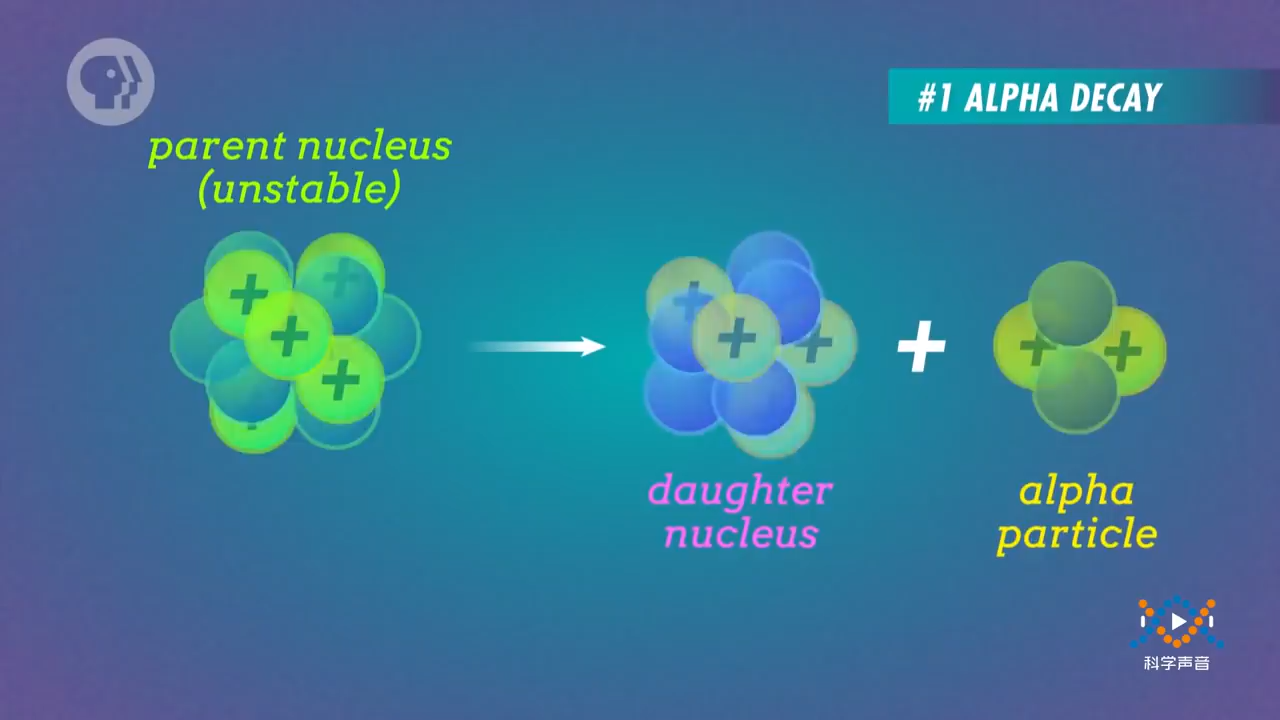 #1 ALPHA DECAY
parent nucleus
(unstable)
+
daughter
nucleus
alpha
particle
科学声音